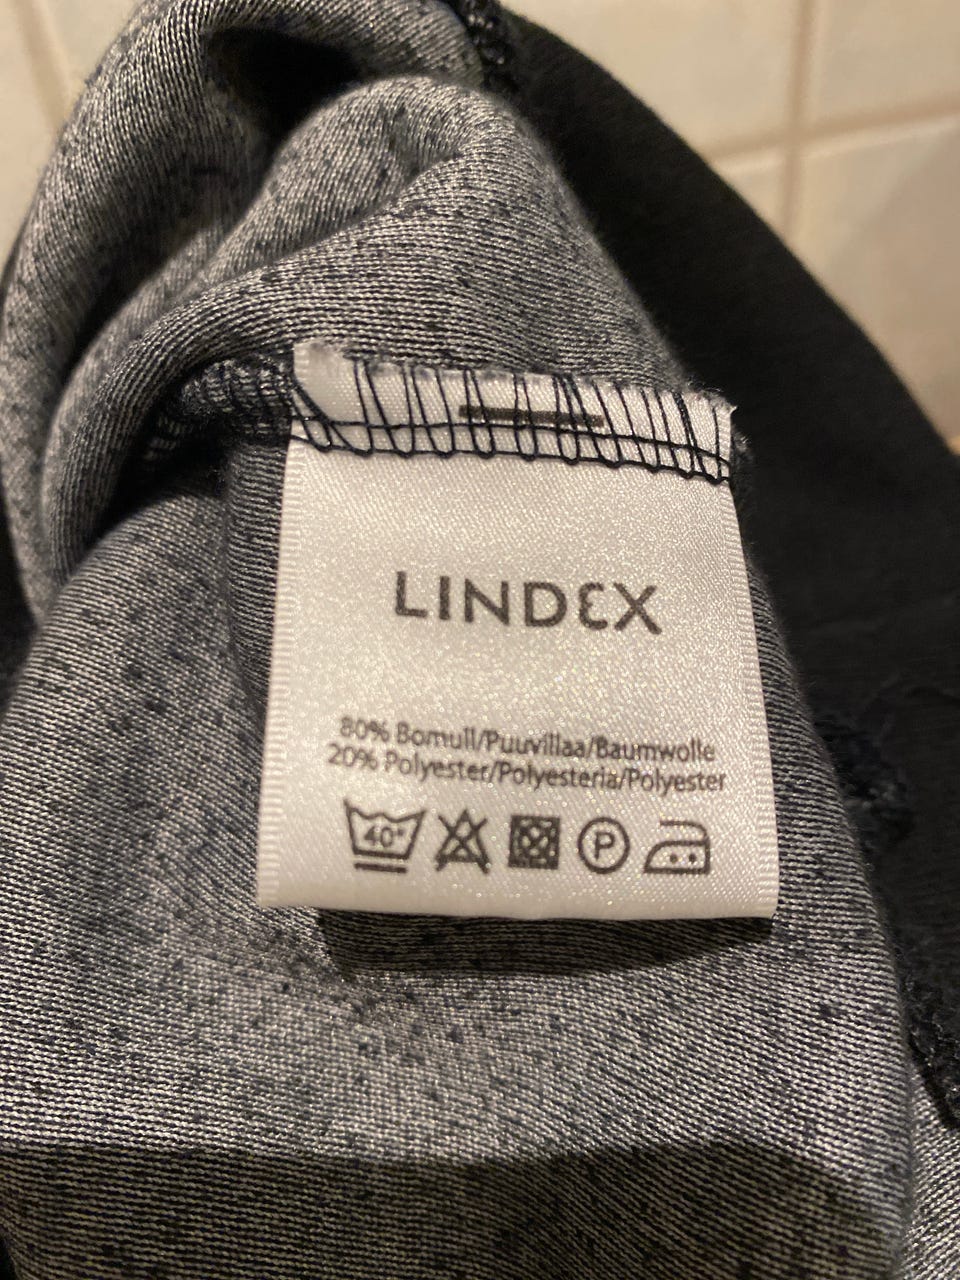 LINDEX
80% Bomull/Puuvillaa/Baumwolle
20% Polyester/Polyesteria/Polyester
40°
P